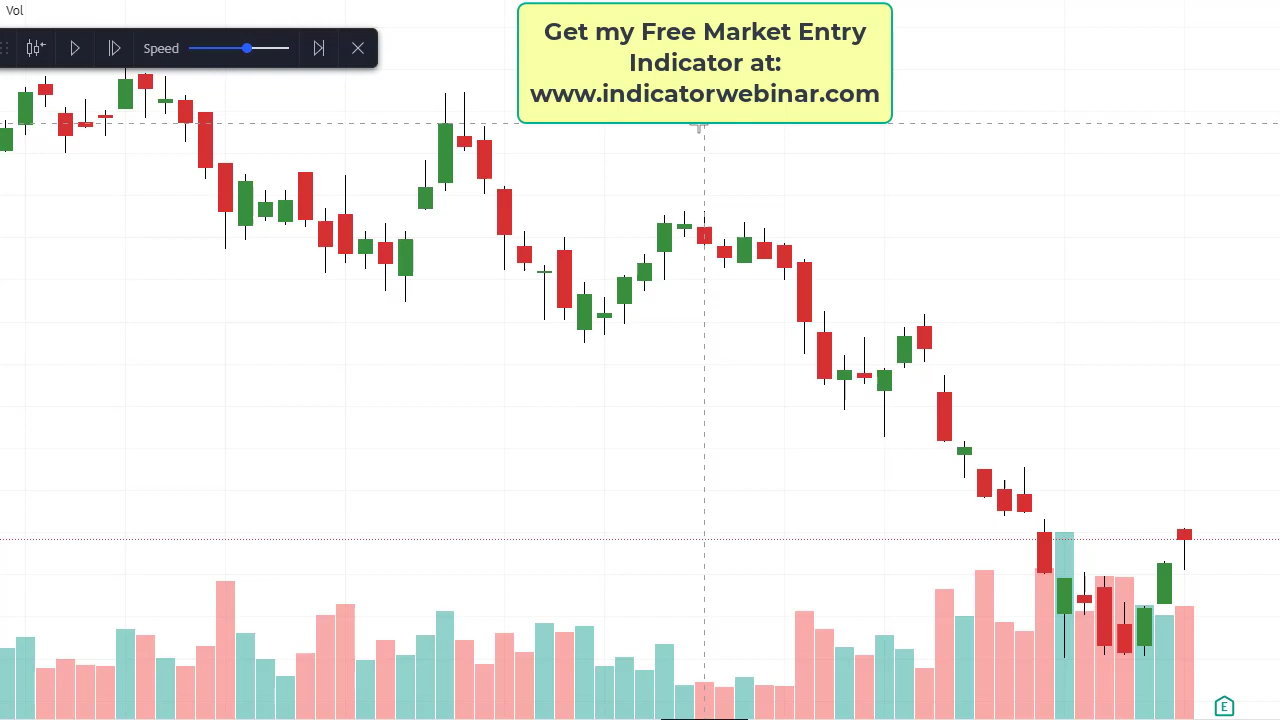 Vol
Speed
Get my Free Market Entry
Indicator at:
www.indicatorwebinar.com
E